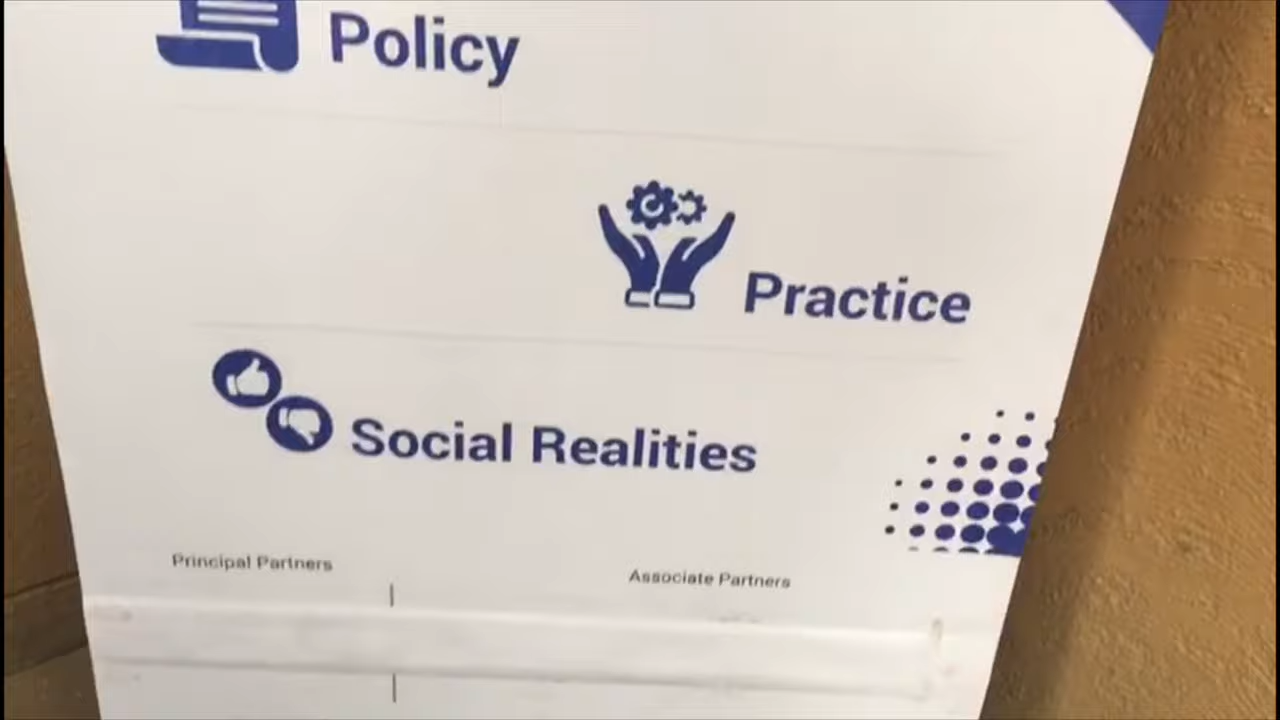 Policy
Practice
Social Realities
Principal Partners
Associate Partners